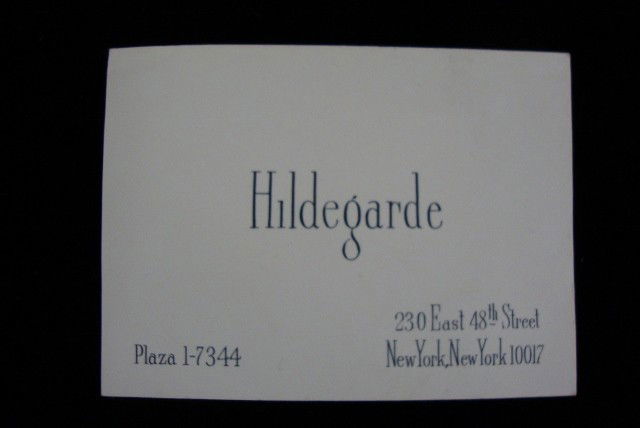 Hildegarde
230 East 48th Street
Plaza 1-7344
New York, New York 10017